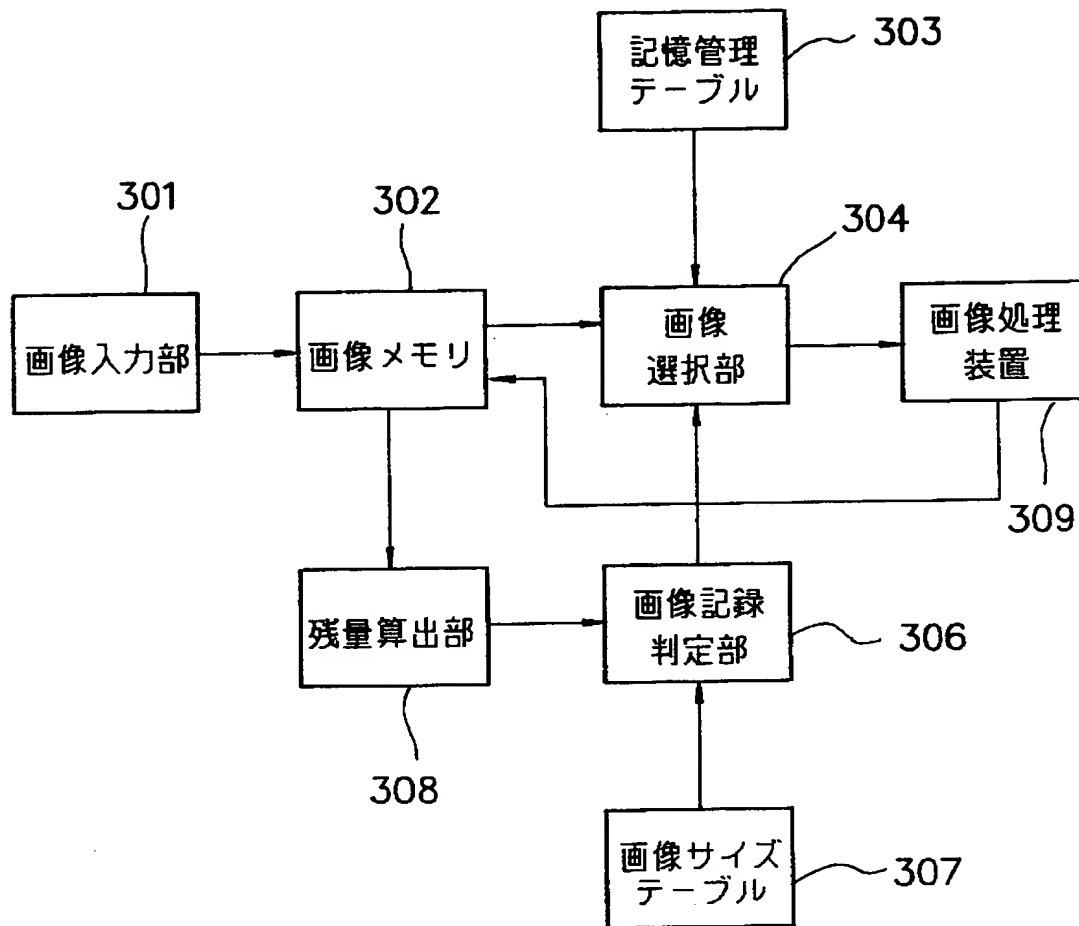 303
記憶管理
テーブル
301
302
304
画像入力部
画像メモリ
画像
選択部
画像処理
装置
309
残量算出部
308
画像記録
判定部
306
画像サイズ
テーブル
307